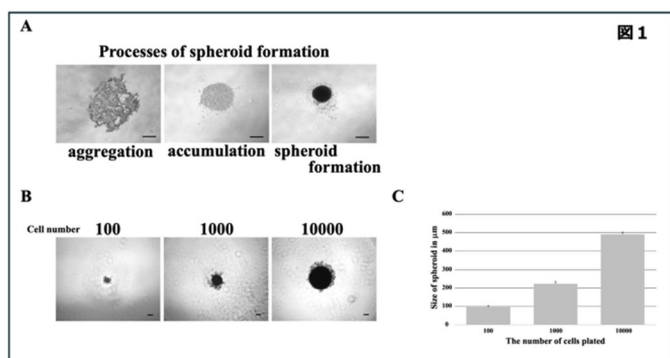 図1
A
Processes of spheroid formation
aggregation
accumulation
spheroid
formation
B
Cell number
100
1000
10000
C
Size of spheroid in μm
600
500
400
300
200
100
0
100
1000
10000
The number of cells plated